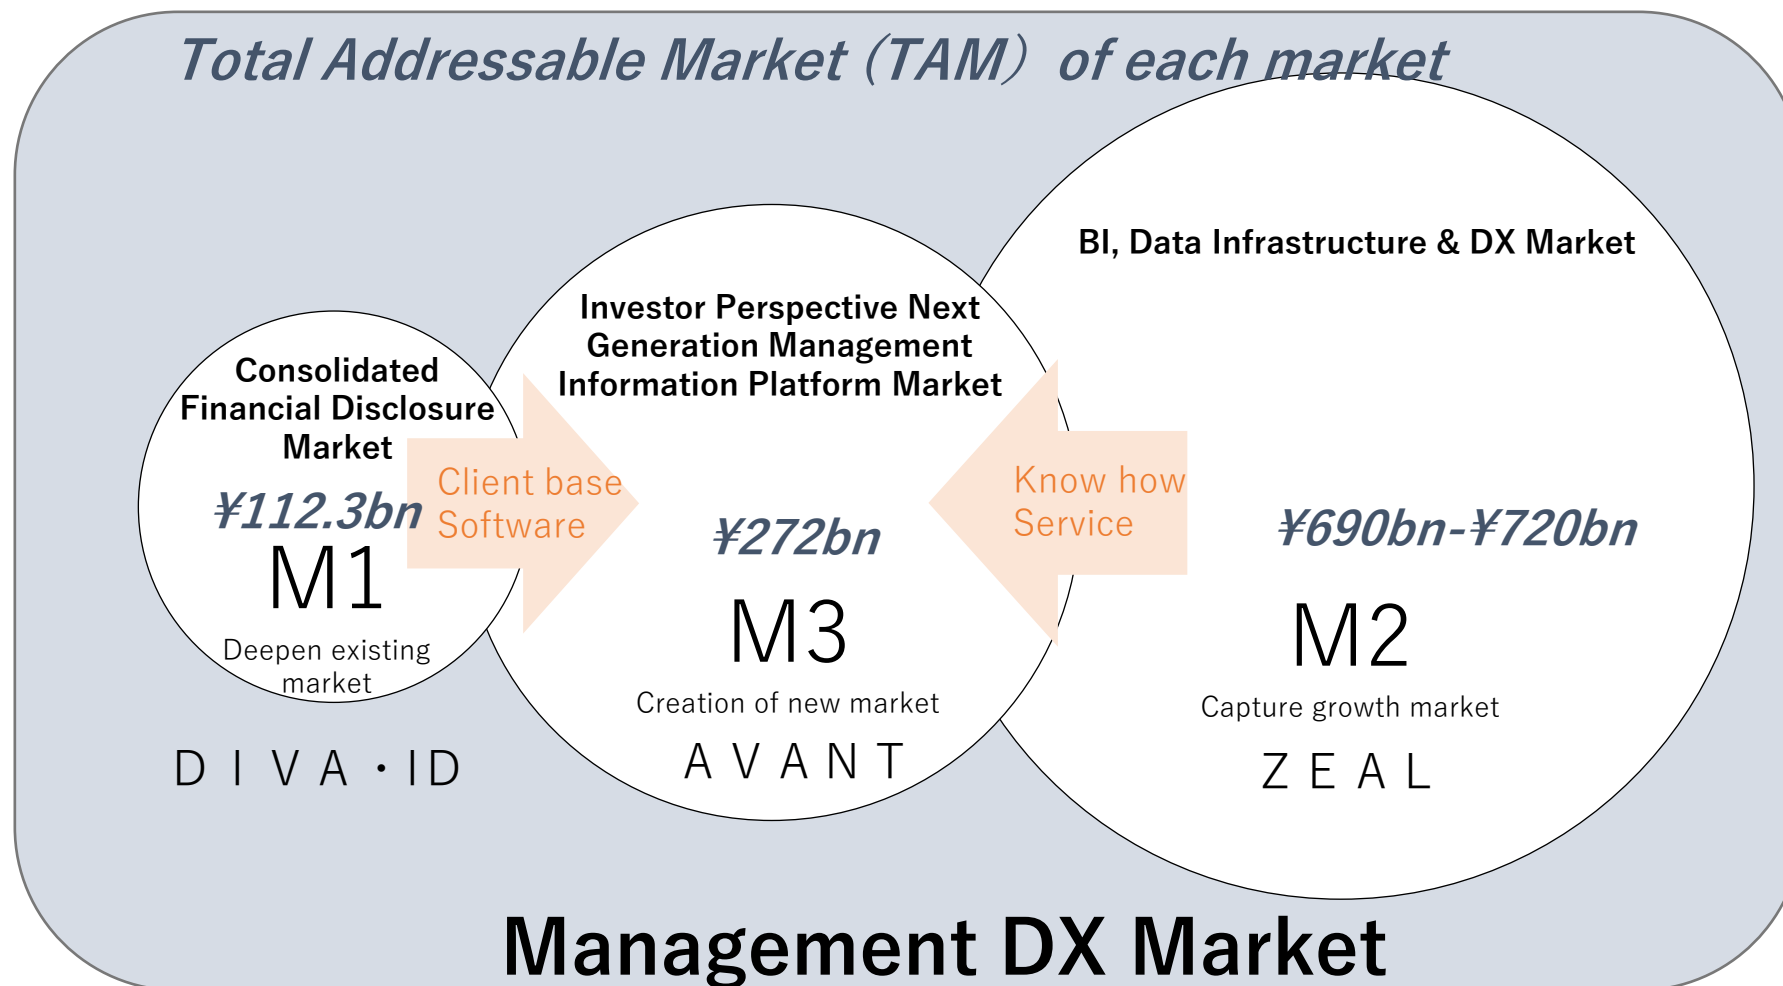 Total Addressable Market (TAM) of each market
Consolidated
Financial Disclosure
Market
¥112.3bn
M1
Deepen existing
market
DIVA・ID
Client base
Software
Investor Perspective Next
Generation Management
Information Platform Market
¥272bn
M3
Creation of new market
AVANT
Know how
Service
BI, Data Infrastructure & DX Market
¥690bn-¥720bn
M2
Capture growth market
ZEAL
Management DX Market